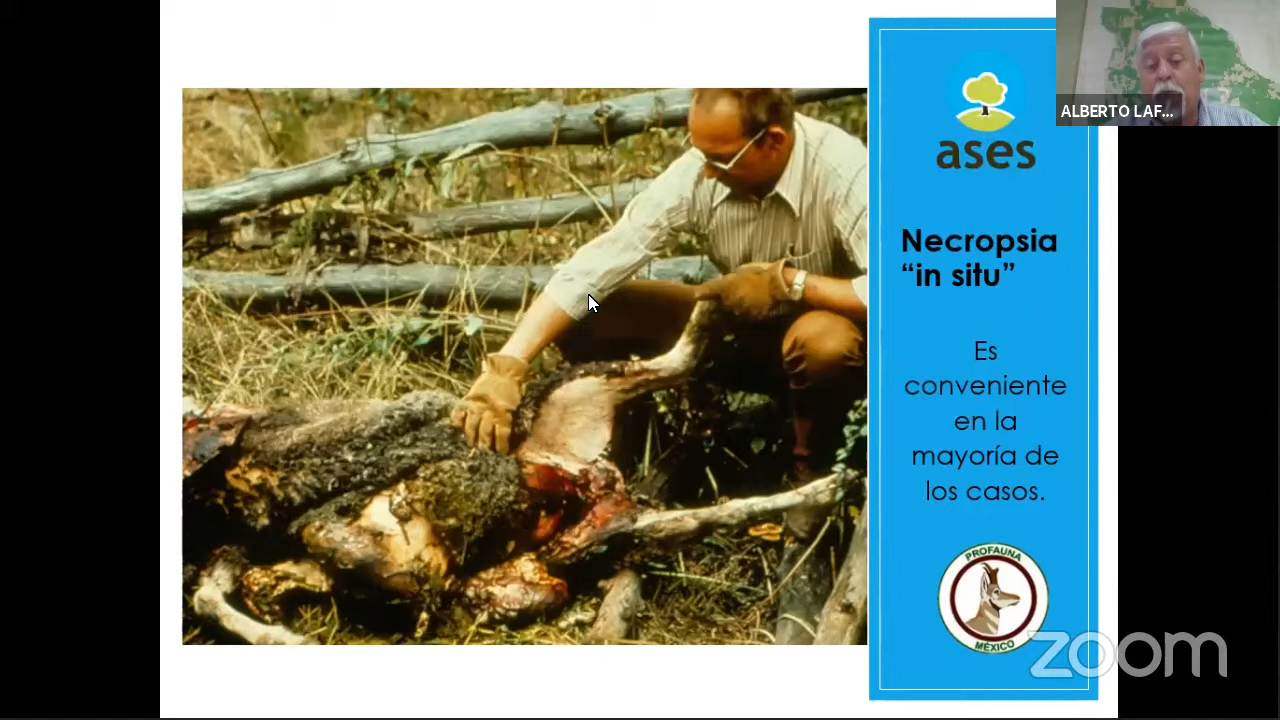 ALBERTO LAF...
ases
Necropsia
“in situ”
Es
conveniente
en la
mayoría de
los casos.
PROFAUNA
MÉXICO
zoom